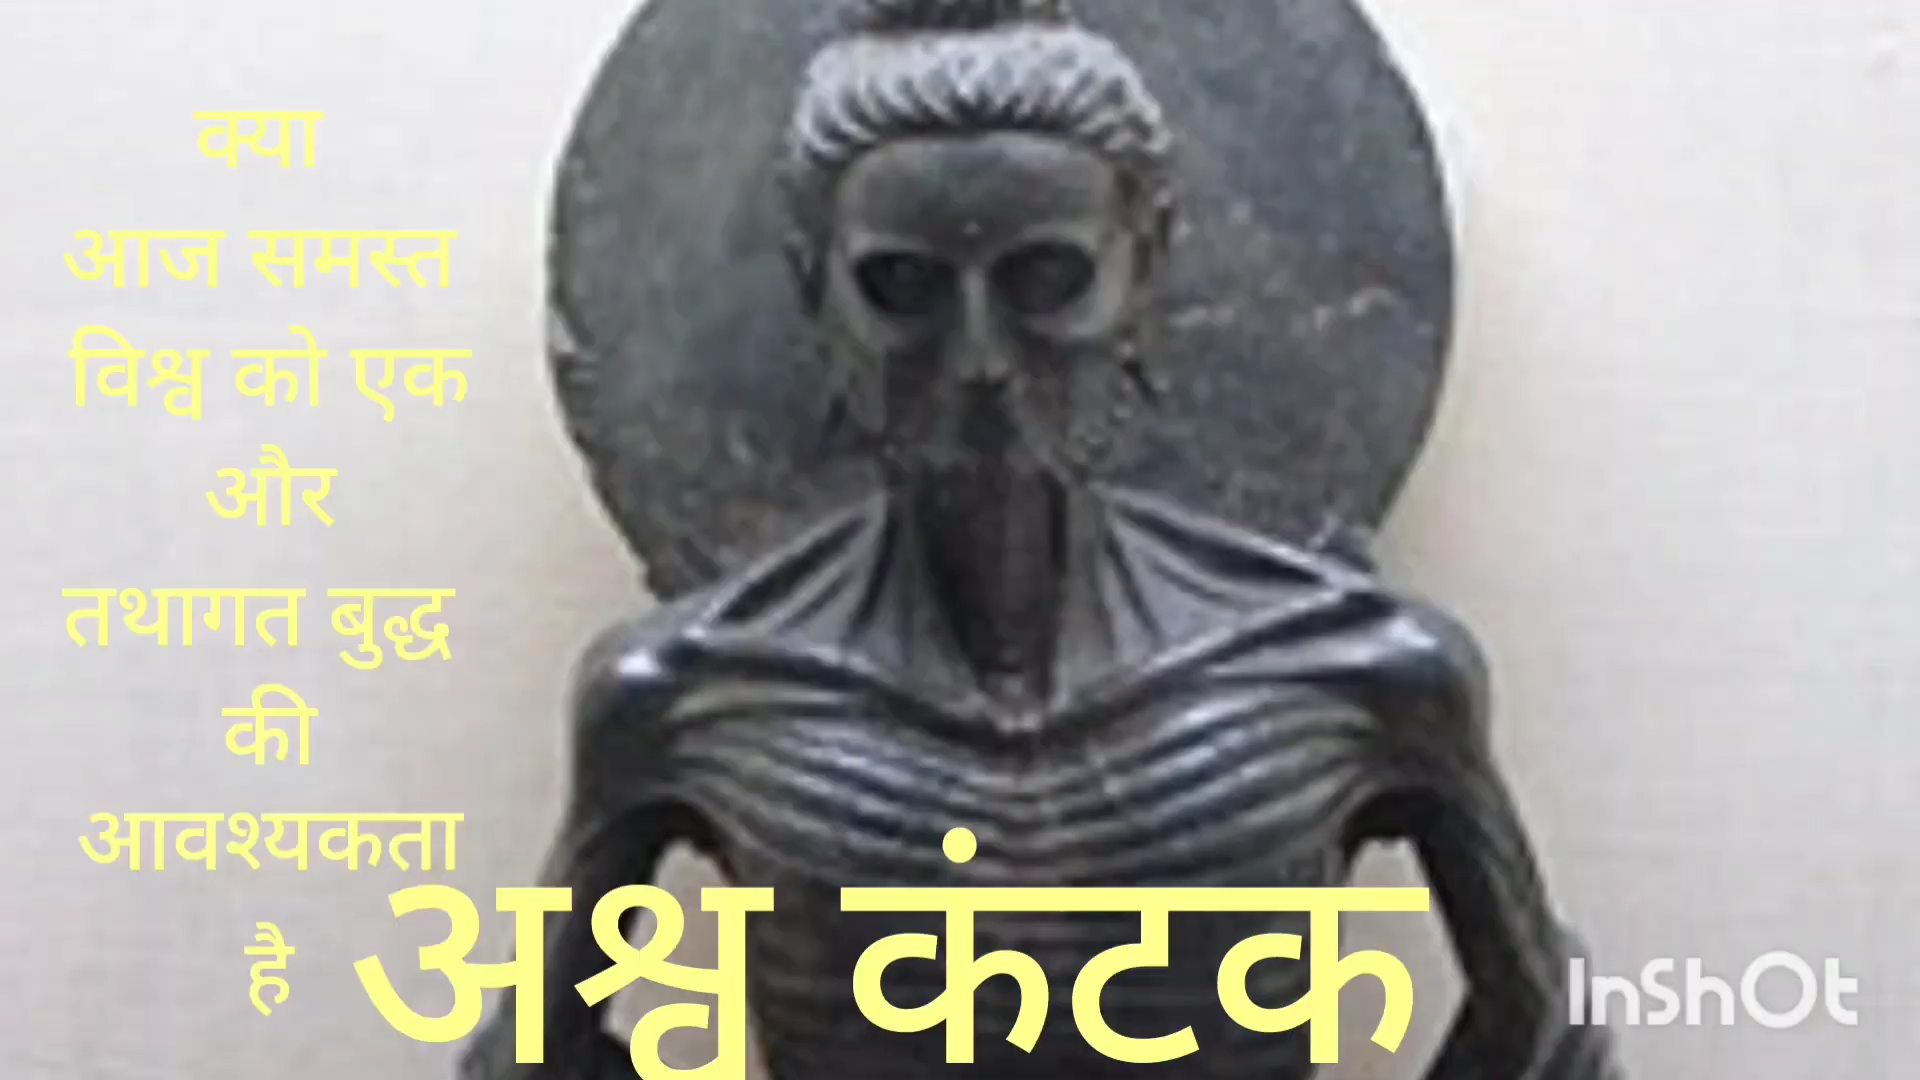 क्या
आज समस्त
विश्व को एक
और
तथागत बुद्ध
की
आवश्यकता
है
अश्व कंटक
InShOt